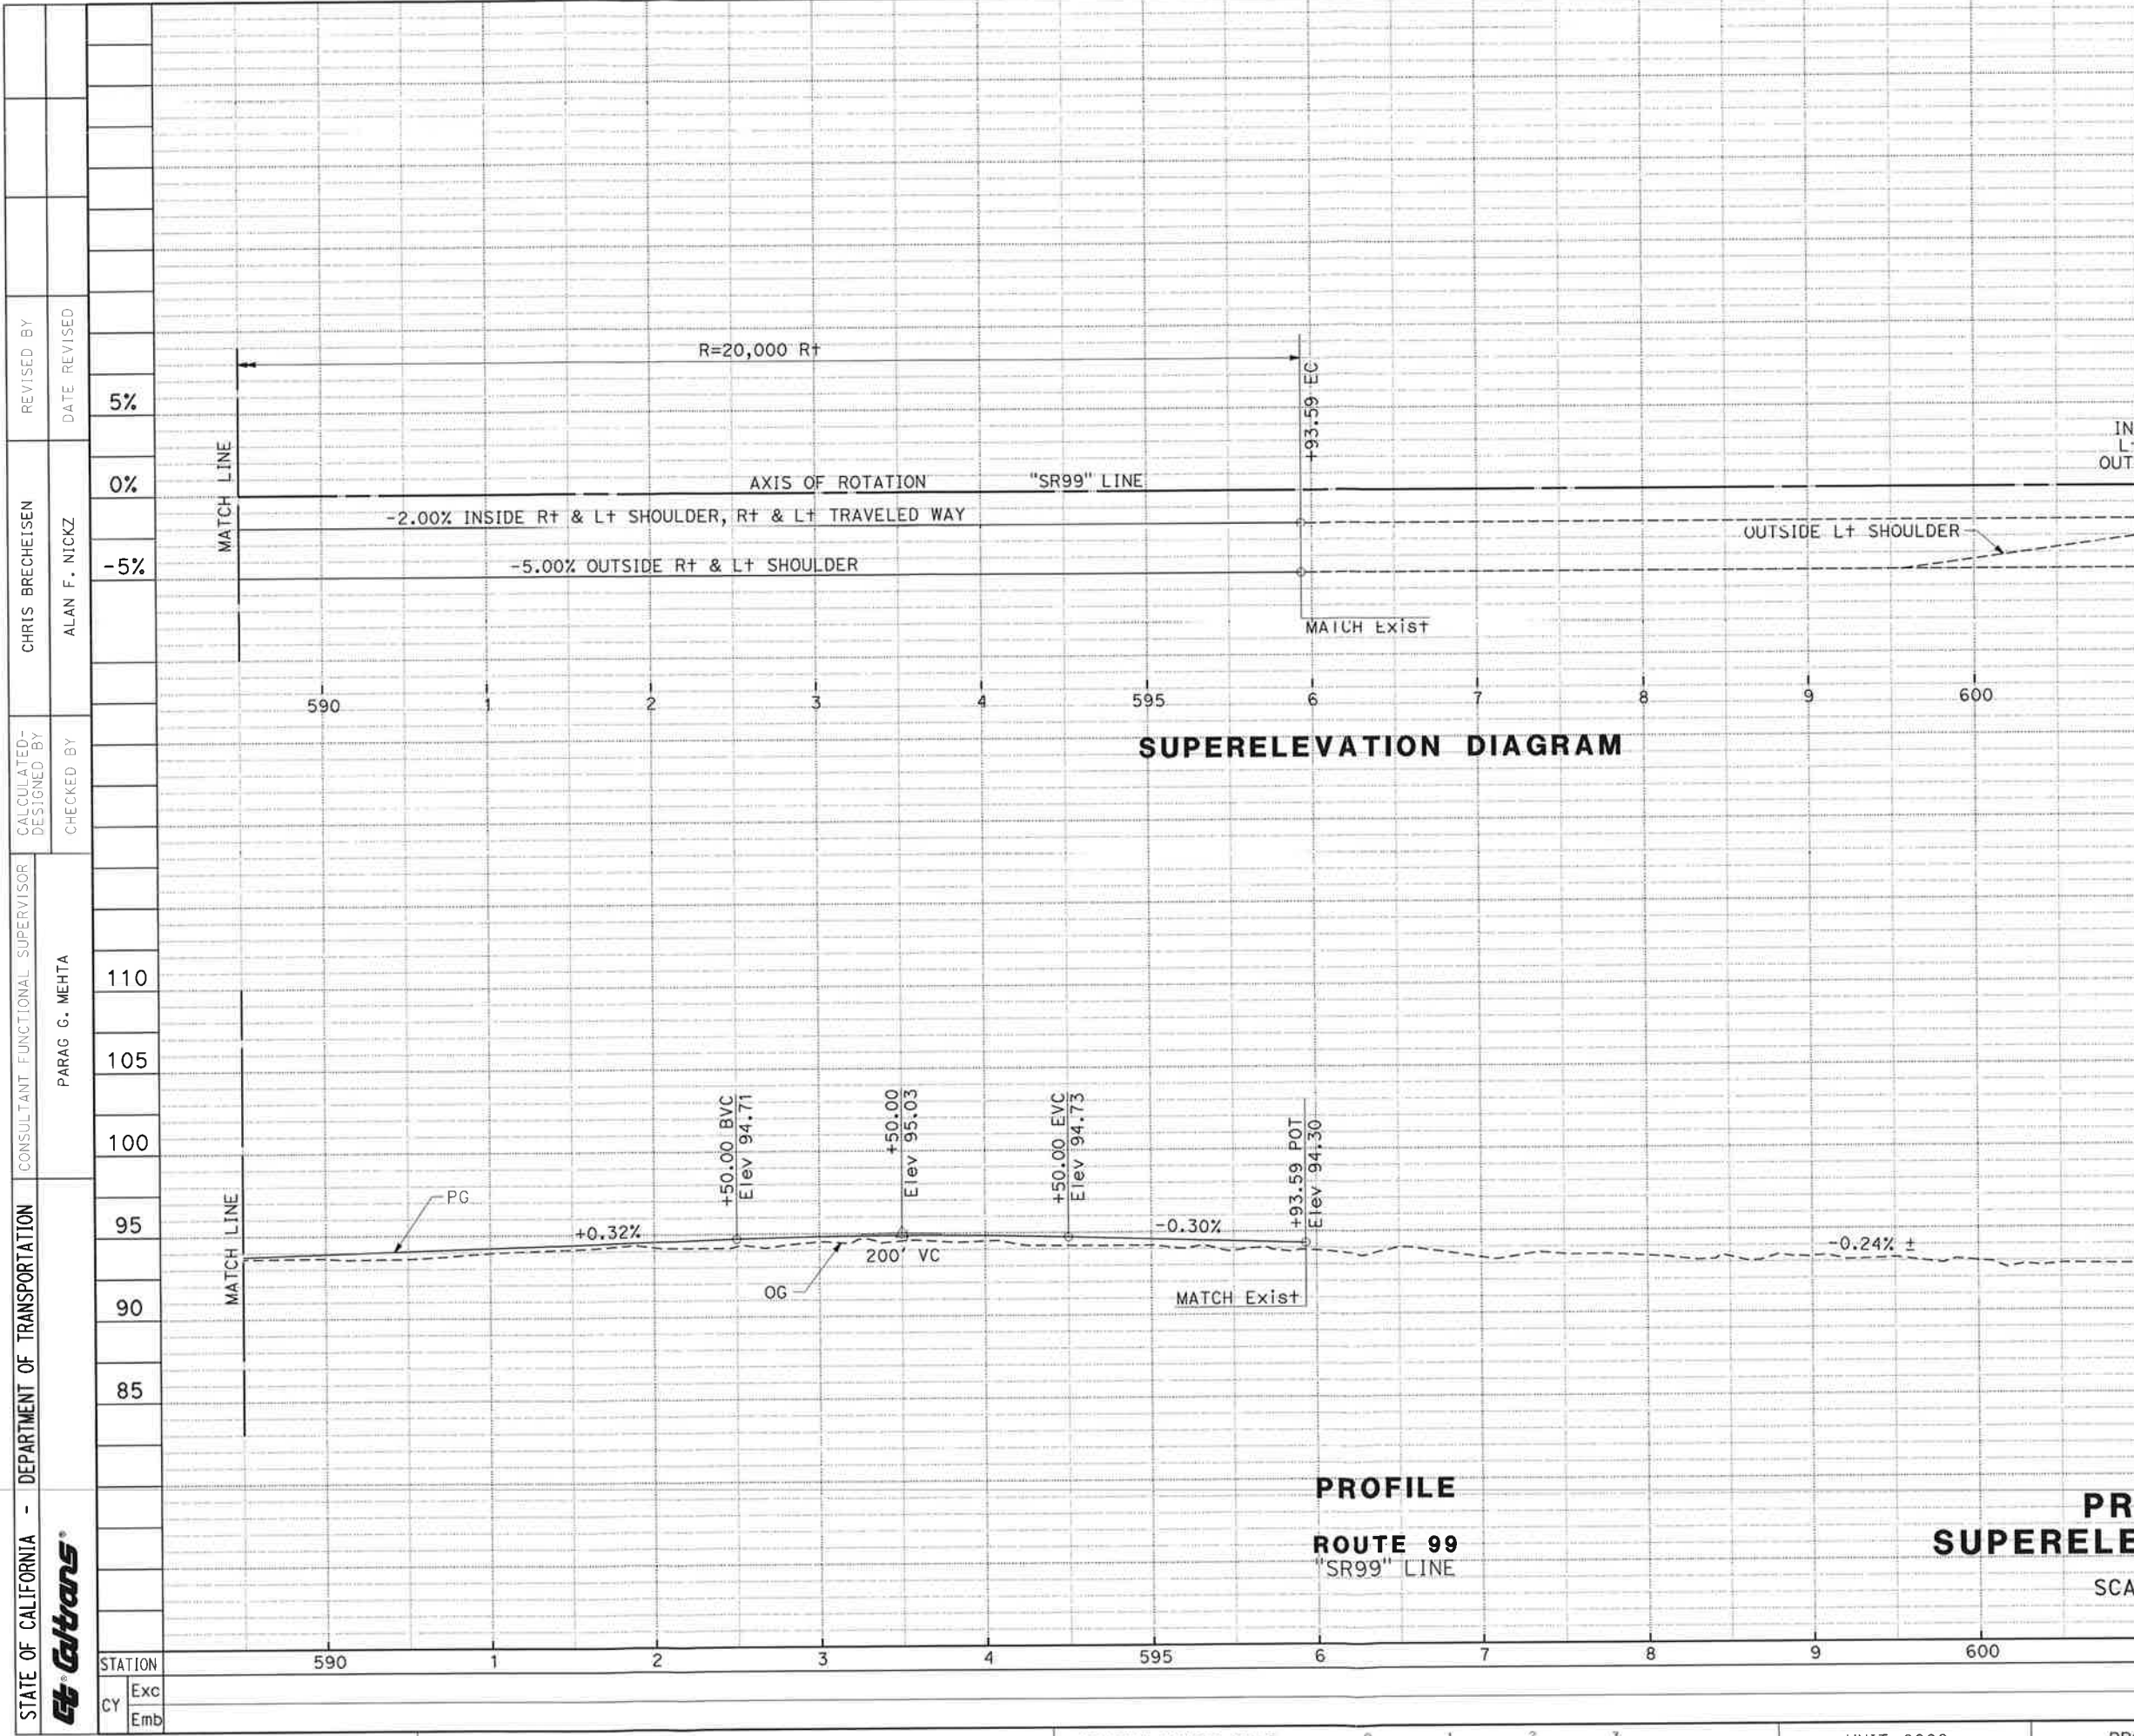 REVISED BY
DATE REVISED
CHRIS BRECHEISEN
ALAN F. NICKZ
CALCULATED-
DESIGNED BY
CHECKED BY
CONSULTANT FUNCTIONAL SUPERVISOR
PARAG G. MEHTA
STATE OF CALIFORNIA - DEPARTMENT OF TRANSPORTATION
Caltrans
5%
0%
-5%
MATCH LINE
R=20,000 Rt
+93.59 EC
AXIS OF ROTATION "SR99" LINE
-2.00% INSIDE Rt & Lt SHOULDER, Rt & Lt TRAVELED WAY
-5.00% OUTSIDE Rt & Lt SHOULDER
OUTSIDE Lt SHOULDER
MATCH Exist
590 1 2 3 4 595 6 7 8 9 600
SUPERELEVATION DIAGRAM
110
105
100
95
90
85
MATCH LINE
PG
+0.32%
+50.00 BVC
Elev 94.71
+50.00
Elev 95.03
+50.00 EVC
Elev 94.73
+93.59 POT
Elev 94.30
-0.30%
-0.24% ±
OG
200' VC
MATCH Exist
PROFILE
ROUTE 99
"SR99" LINE
STATION 590 1 2 3 4 595 6 7 8 9 600
CY Exc
Emb